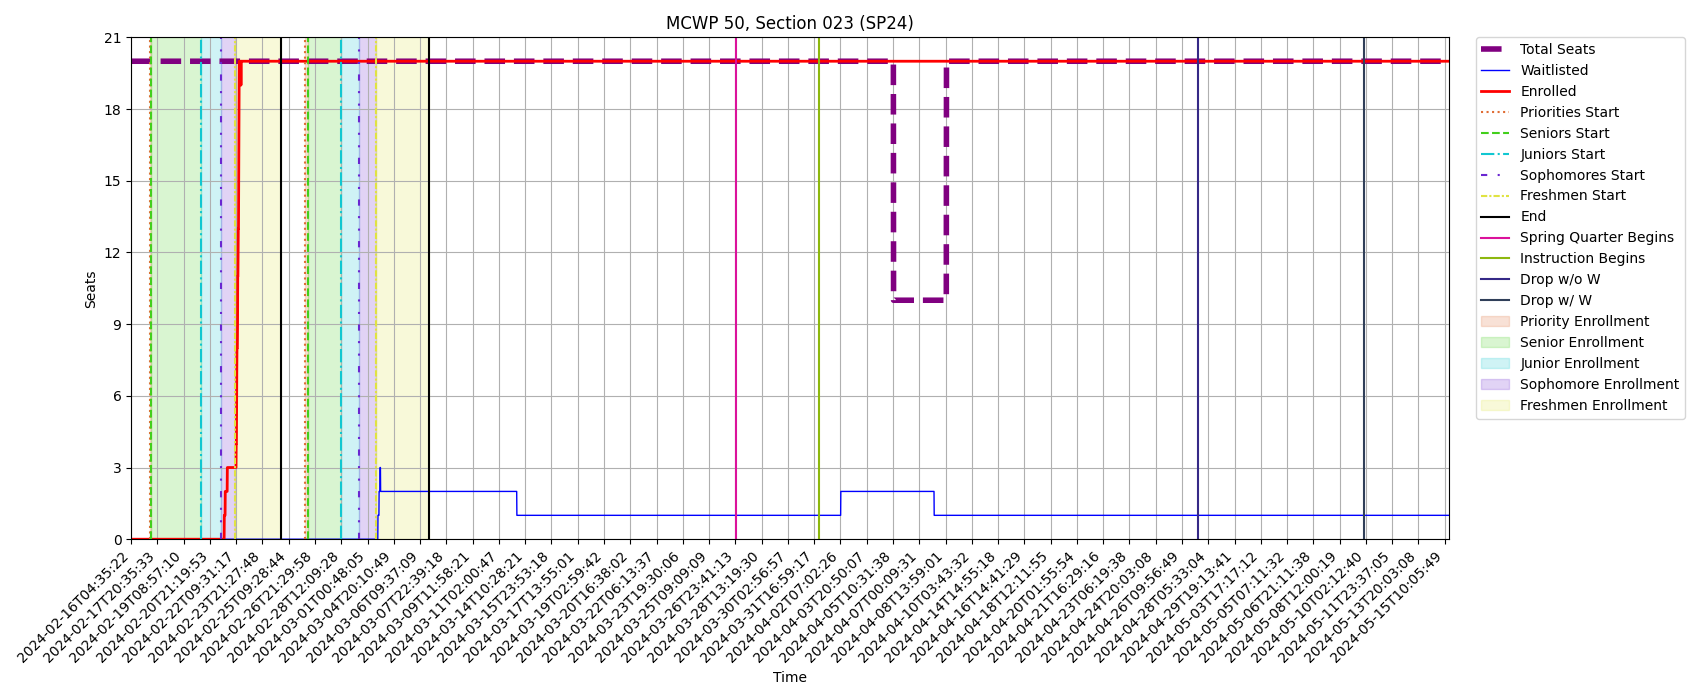 MCWP 50, Section 023 (SP24)
21
18
15
12
9
6
3
0
Seats
2024-02-16T04:35:22
2024-02-17T20:35:33
2024-02-19T08:57:10
2024-02-20T21:19:53
2024-02-22T09:31:17
2024-02-23T21:27:48
2024-02-25T09:28:44
2024-02-26T21:29:58
2024-02-28T12:09:28
2024-03-01T00:48:05
2024-03-04T20:10:49
2024-03-06T09:37:09
2024-03-07T22:39:18
2024-03-09T11:58:21
2024-03-11T02:00:47
2024-03-14T10:28:21
2024-03-15T23:53:18
2024-03-17T13:55:01
2024-03-19T02:59:42
2024-03-20T16:38:02
2024-03-22T06:13:37
2024-03-23T19:30:06
2024-03-25T09:09:09
2024-03-26T23:41:13
2024-03-28T13:19:30
2024-03-30T02:56:57
2024-03-31T16:59:17
2024-04-02T07:02:26
2024-04-03T20:50:07
2024-04-05T10:31:38
2024-04-07T00:09:31
2024-04-08T13:59:01
2024-04-10T03:43:32
2024-04-14T14:55:18
2024-04-16T14:41:29
2024-04-18T12:11:55
2024-04-20T01:55:54
2024-04-21T16:29:16
2024-04-23T06:19:38
2024-04-24T20:03:08
2024-04-26T09:56:49
2024-04-28T05:33:04
2024-04-29T19:13:41
2024-05-03T17:17:12
2024-05-05T07:11:32
2024-05-06T21:11:38
2024-05-08T12:00:19
2024-05-10T02:12:40
2024-05-11T23:37:05
2024-05-13T20:03:08
2024-05-15T10:05:49
Time
Total Seats
Waitlisted
Enrolled
Priorities Start
Seniors Start
Juniors Start
Sophomores Start
Freshmen Start
End
Spring Quarter Begins
Instruction Begins
Drop w/o W
Drop w/ W
Priority Enrollment
Senior Enrollment
Junior Enrollment
Sophomore Enrollment
Freshmen Enrollment